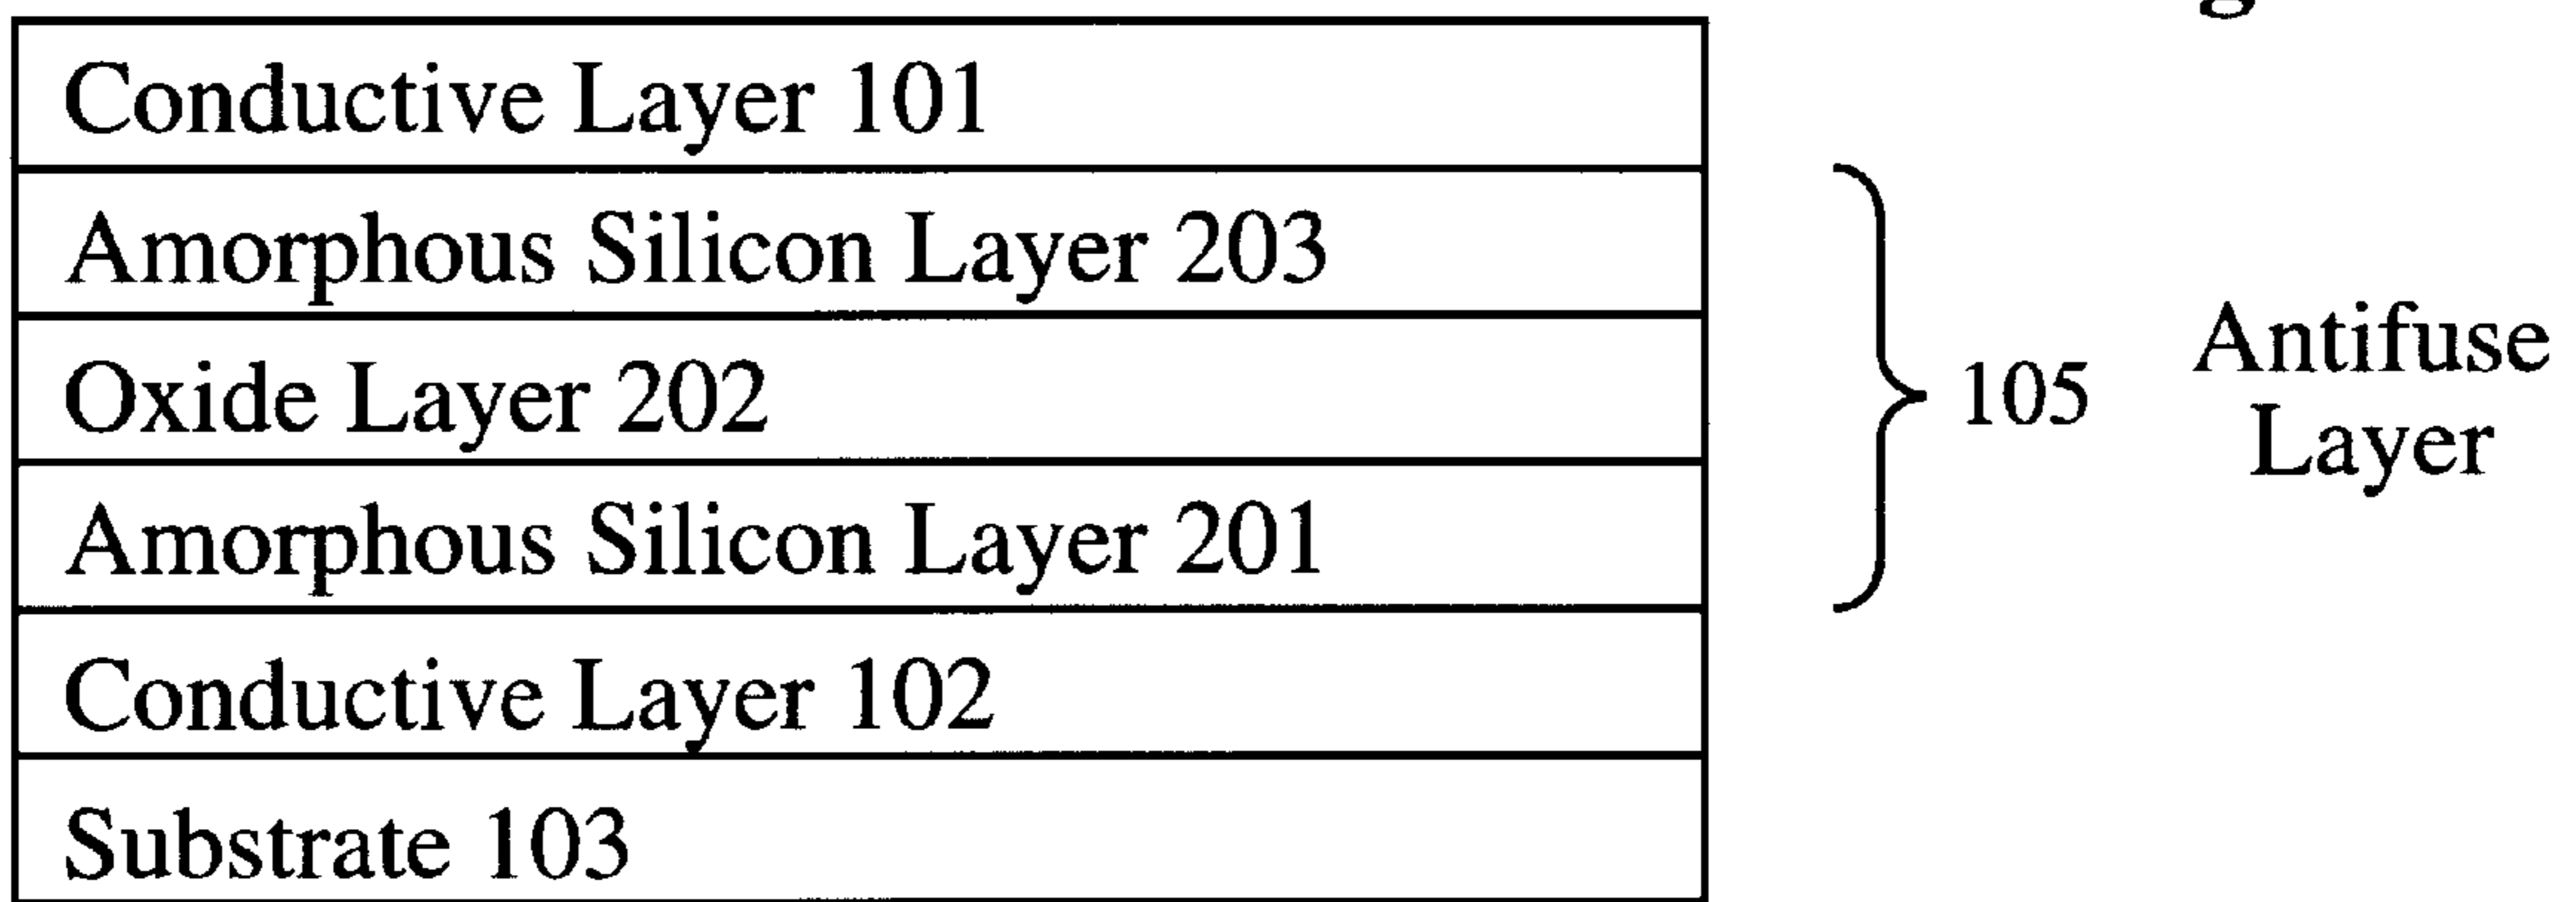 Conductive Layer 101
Amorphous Silicon Layer 203
Oxide Layer 202
Amorphous Silicon Layer 201
Conductive Layer 102
Substrate 103
105
Antifuse
Layer